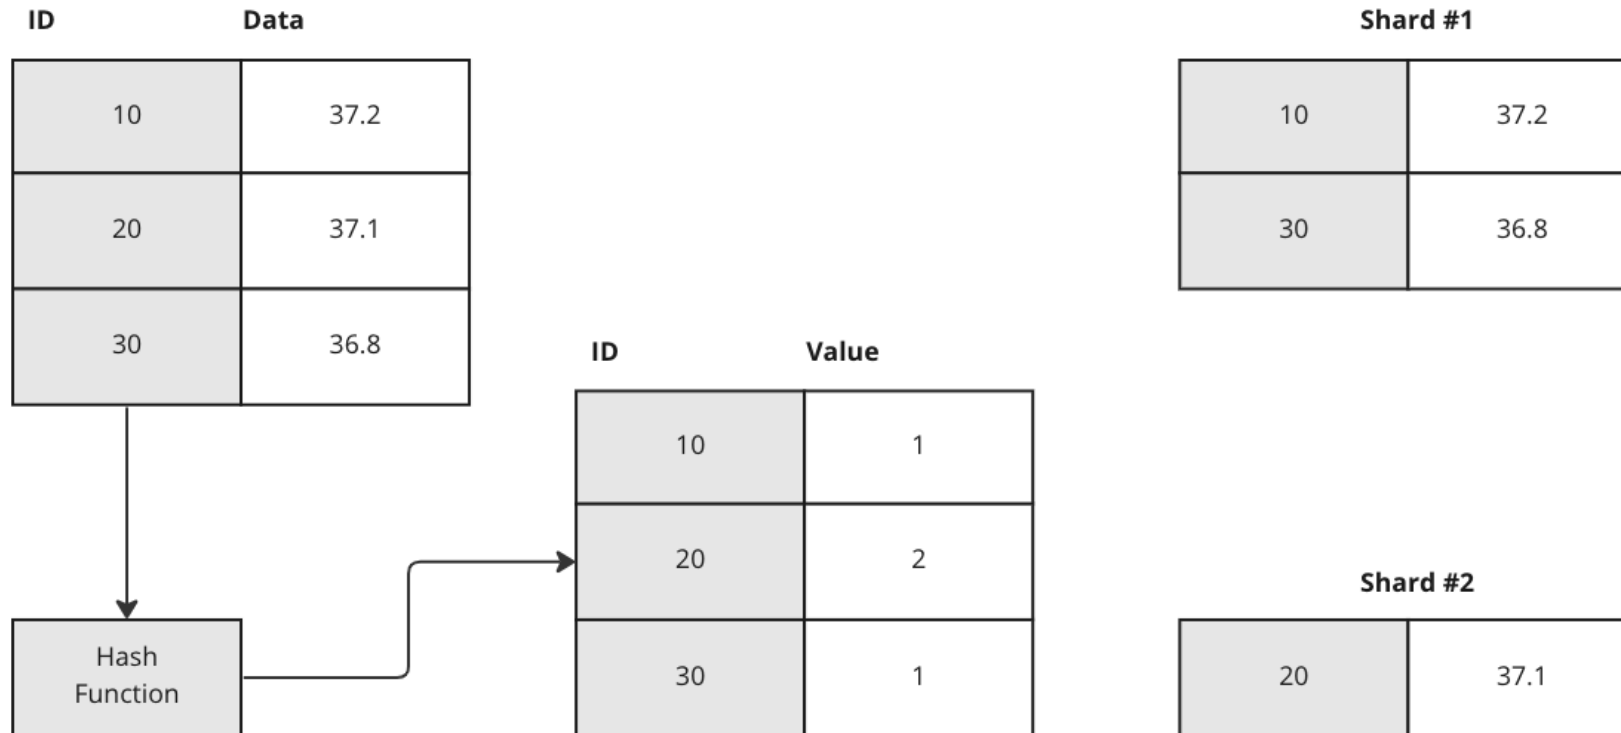 ID Data
10 37.2
20 37.1
30 36.8
Hash
Function
ID Value
10 1
20 2
30 1
Shard #1
10 37.2
30 36.8
Shard #2
20 37.1